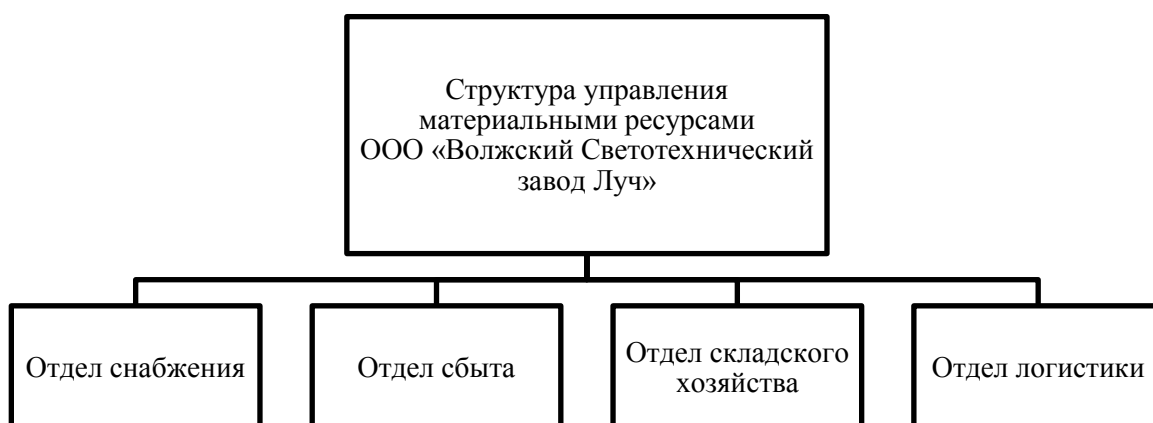 Структура управления
материальными ресурсами
ООО «Волжский Светотехнический
завод Луч»
Отдел снабжения
Отдел сбыта
Отдел складского
хозяйства
Отдел логистики